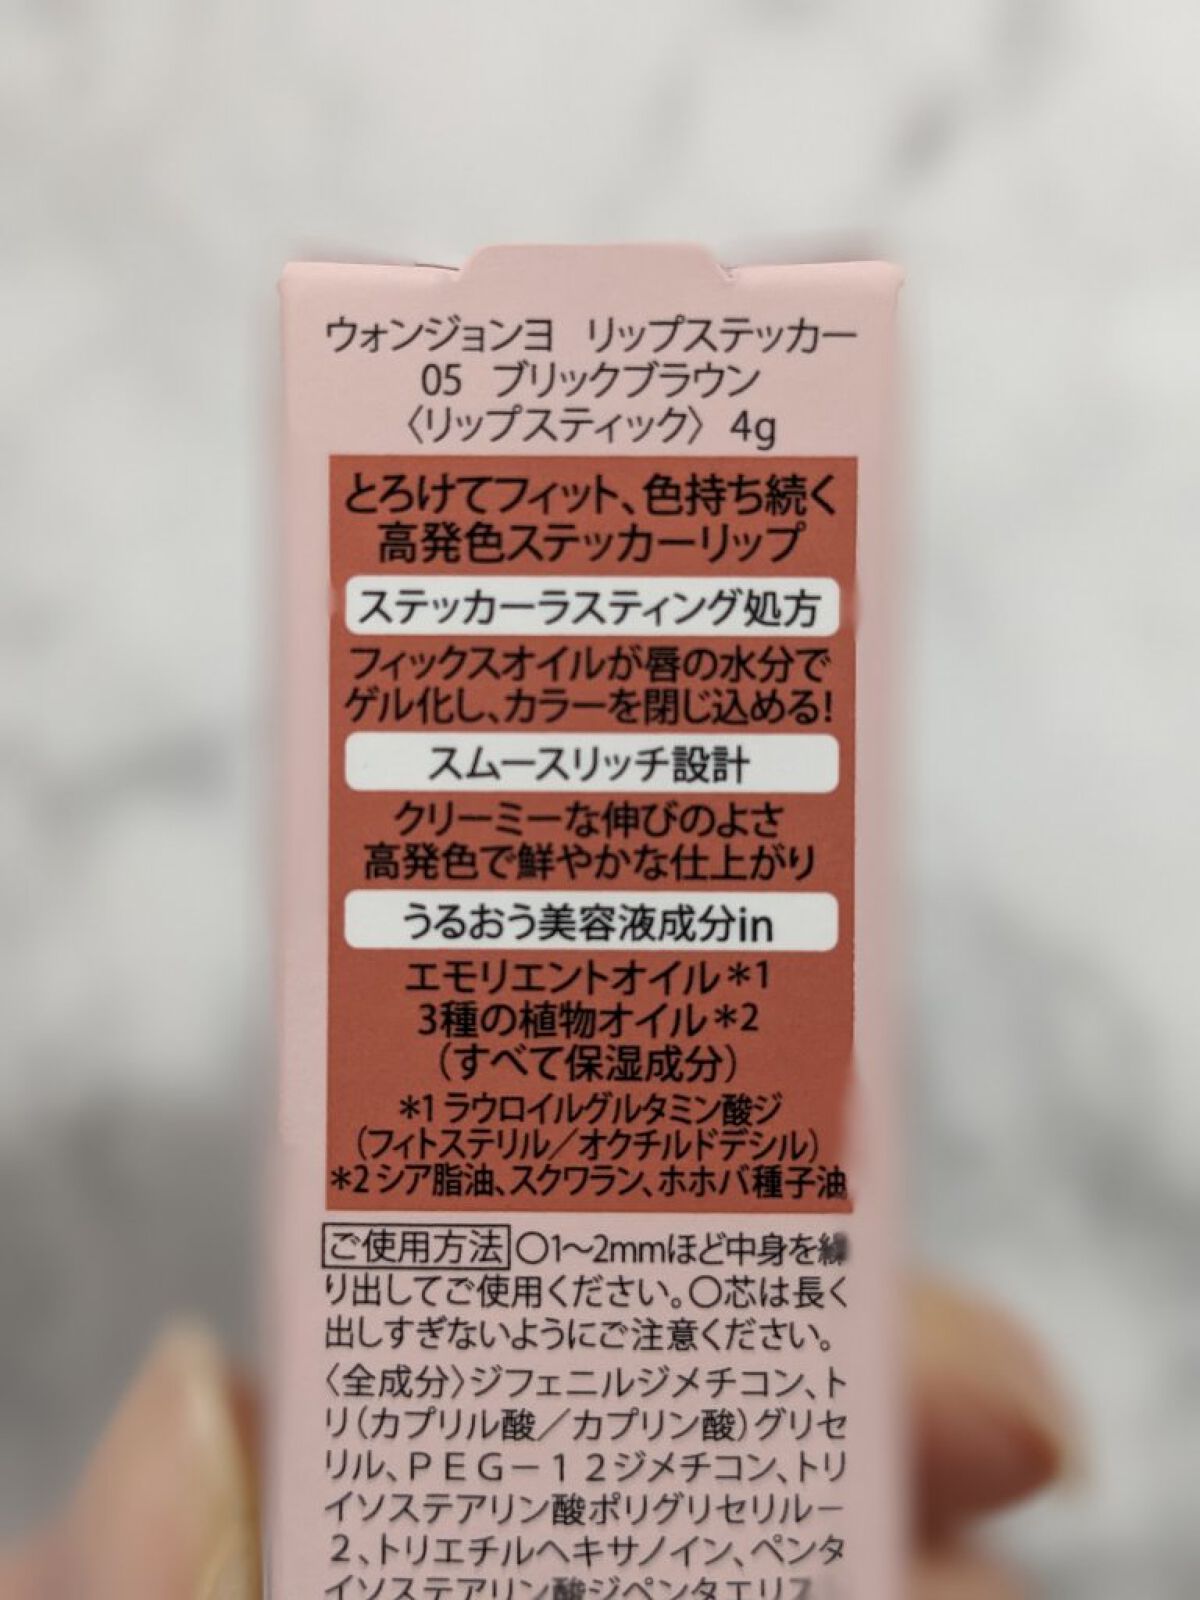 ウォンジョンヨ リップステッカー
05 ブリックブラウン
〈リップスティック〉 4g
とろけてフィット、色持ち続く
高発色ステッカーリップ
ステッカーラスティング処方
フィックスオイルが唇の水分で
ゲル化し、カラーを閉じ込める!
スムースリッチ設計
クリーミーな伸びのよさ
高発色で鮮やかな仕上がり
うるおう美容液成分in
エモリエントオイル*1
3種の植物オイル*2
(すべて保湿成分)
*1 ラウロイルグルタミン酸ジ
(フィトステリル/オクチルドデシル)
*2 シア脂油、スクワラン、ホホバ種子油
ご使用方法 ○1~2mmほど中身を繰
り出してご使用ください。○芯は長く
出しすぎないようにご注意ください。
〈全成分〉ジフェニルジメチコン、ト
リ(カプリル酸/カプリン酸)グリセ
リル、PEG-12ジメチコン、トリ
イソステアリン酸ポリグリセリル-
2、トリエチルヘキサノイン、ペンタ
イソステアリン酸ジペンタエリス